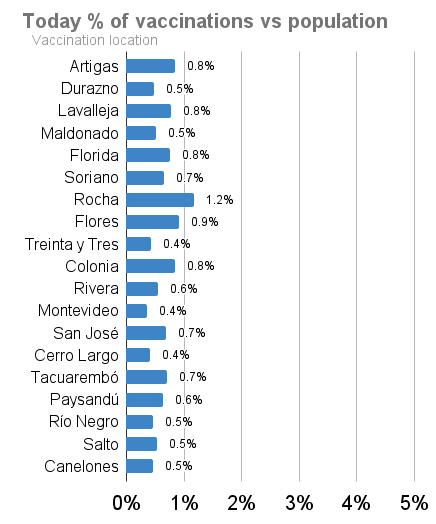 Today % of vaccinations vs population
Vaccination location
Artigas 0.8%
Durazno 0.5%
Lavalleja 0.8%
Maldonado 0.5%
Florida 0.8%
Soriano 0.7%
Rocha 1.2%
Flores 0.9%
Treinta y Tres 0.4%
Colonia 0.8%
Rivera 0.6%
Montevideo 0.4%
San José 0.7%
Cerro Largo 0.4%
Tacuarembó 0.7%
Paysandú 0.6%
Río Negro 0.5%
Salto 0.5%
Canelones 0.5%
0% 1% 2% 3% 4% 5%